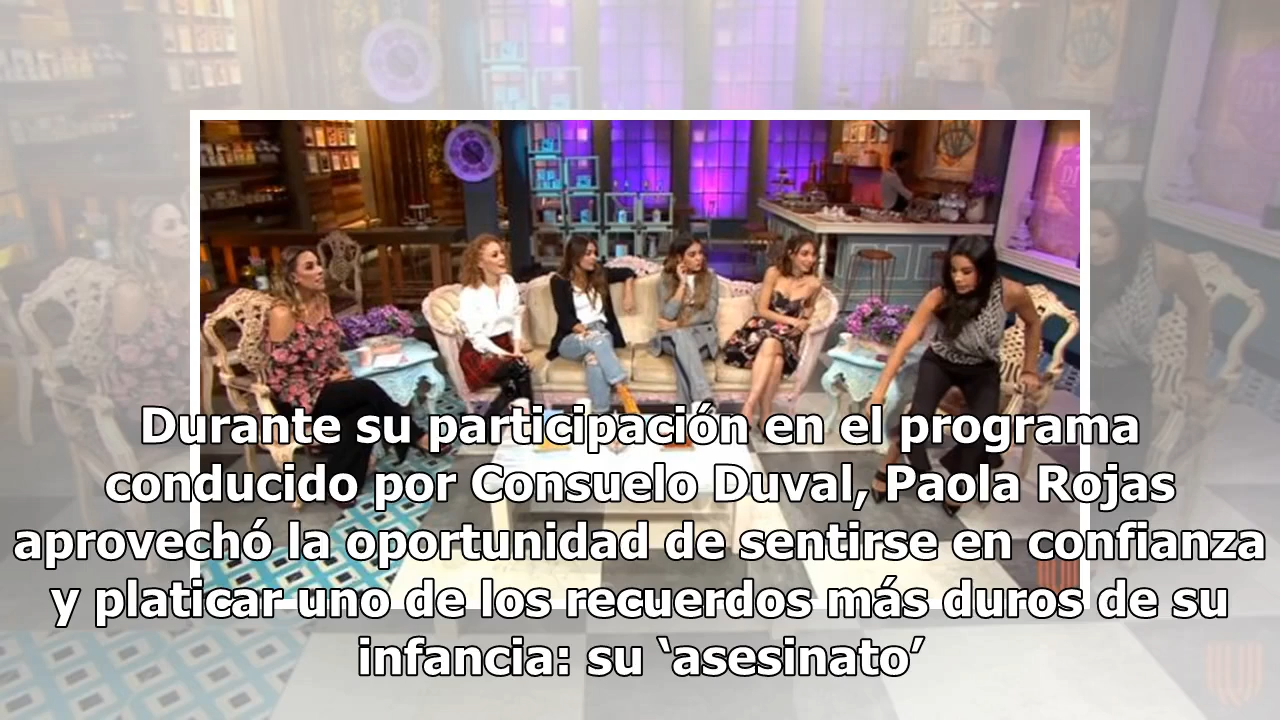 Durante su participación en el programa
conducido por Consuelo Duval, Paola Rojas
aprovechó la oportunidad de sentirse en confianza
y platicar uno de los recuerdos más duros de su
infancia: su ‘asesinato’